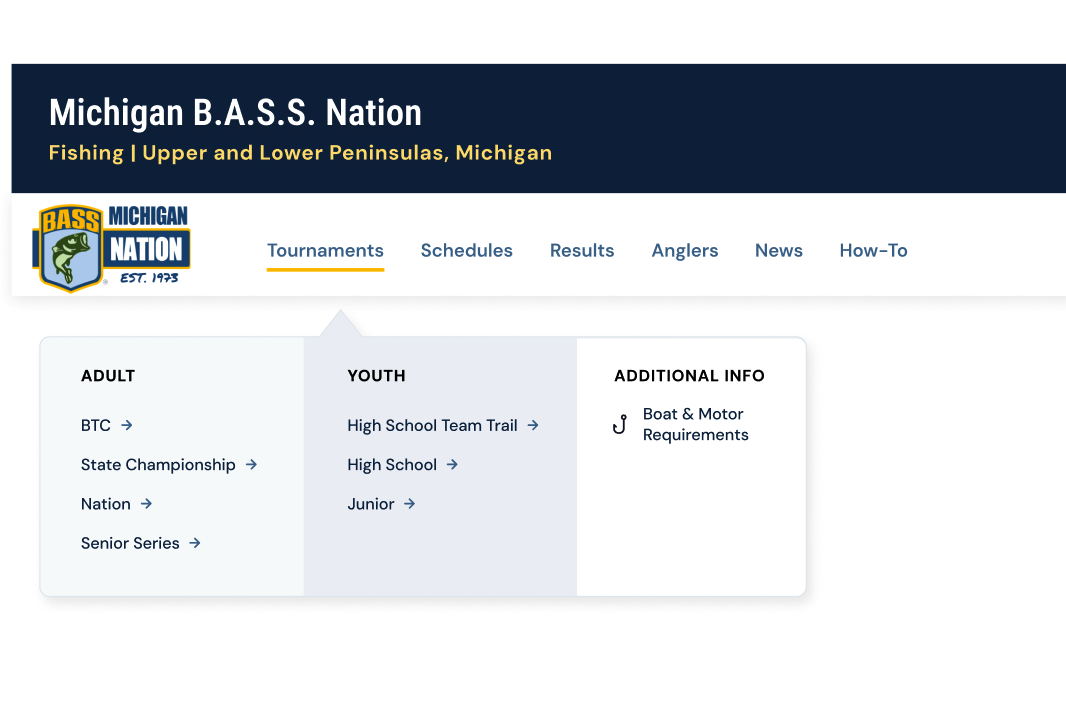 Michigan B.A.S.S. Nation
Fishing | Upper and Lower Peninsulas, Michigan
BASS
MICHIGAN
NATION
EST. 1973
®
Tournaments
Schedules
Results
Anglers
News
How-To
ADULT
BTC →
State Championship →
Nation →
Senior Series →
YOUTH
High School Team Trail →
High School →
Junior →
ADDITIONAL INFO
Boat & Motor
Requirements